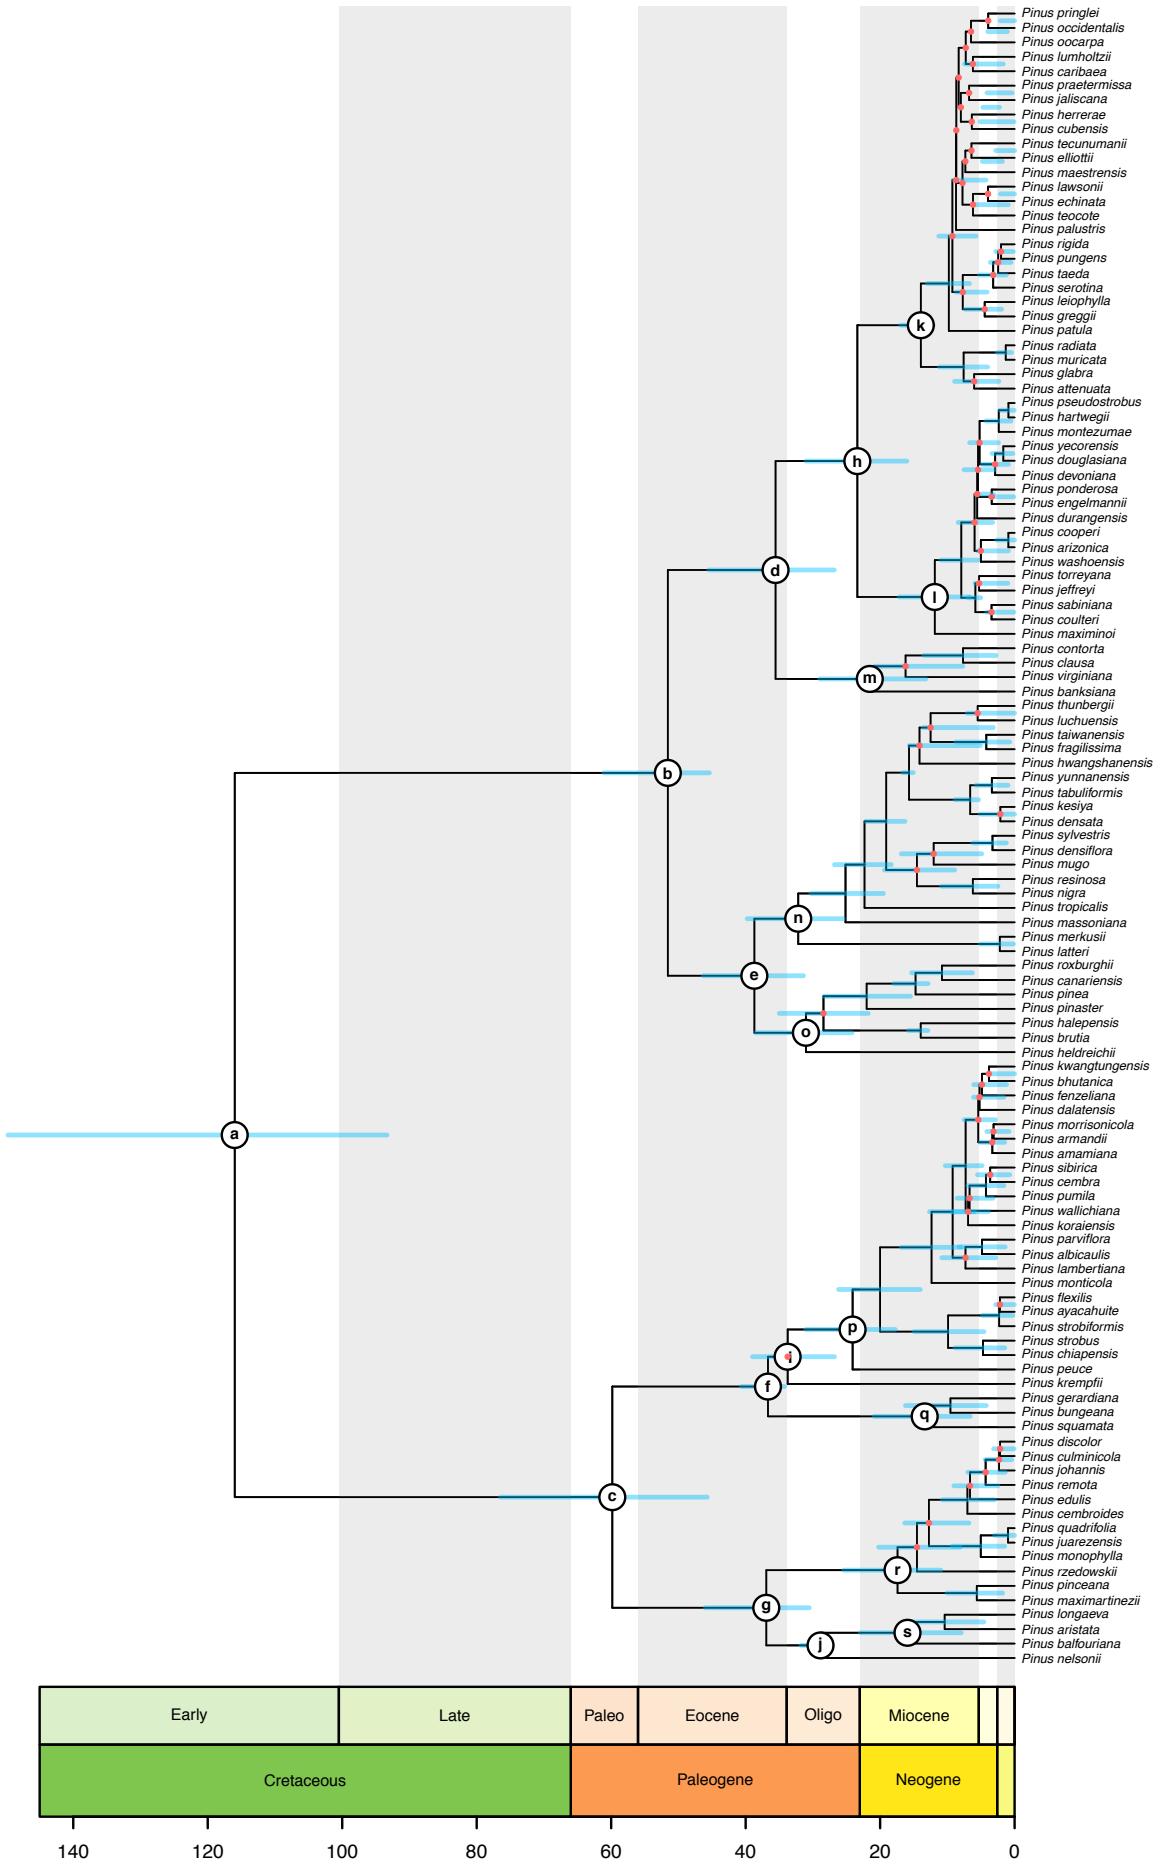 Pinus pringlei
Pinus occidentalis
Pinus oocarpa
Pinus lumholtzii
Pinus caribaea
Pinus praetermissa
Pinus jaliscana
Pinus herrerae
Pinus cubensis
Pinus tecunumanii
Pinus elliottii
Pinus maestrensis
Pinus lawsonii
Pinus echinata
Pinus teocote
Pinus palustris
Pinus rigida
Pinus pungens
Pinus taeda
Pinus serotina
Pinus leiophylla
Pinus greggii
k
Pinus patula
Pinus radiata
Pinus muricata
Pinus glabra
Pinus attenuata
Pinus pseudostrobus
Pinus hartwegii
Pinus montezumae
Pinus yecorensis
h
Pinus douglasiana
Pinus devoniana
Pinus ponderosa
Pinus engelmannii
Pinus durangensis
Pinus cooperi
Pinus arizonica
Pinus washoensis
d
Pinus torreyana
Pinus jeffreyi
l
Pinus sabiniana
Pinus coulteri
Pinus maximinoi
Pinus contorta
Pinus clausa
m
Pinus virginiana
Pinus banksiana
Pinus thunbergii
Pinus luchuensis
Pinus taiwanensis
Pinus fragilissima
Pinus hwangshanensis
b
Pinus yunnanensis
Pinus tabuliformis
Pinus kesiya
Pinus densata
Pinus sylvestris
Pinus densiflora
Pinus mugo
Pinus resinosa
Pinus nigra
Pinus tropicalis
n
Pinus massoniana
Pinus merkusii
Pinus latteri
Pinus roxburghii
e
Pinus canariensis
Pinus pinea
Pinus pinaster
Pinus halepensis
o
Pinus brutia
Pinus heldreichii
Pinus kwangtungensis
Pinus bhutanica
Pinus fenzeliana
Pinus dalatensis
Pinus morrisonicola
a
Pinus armandii
Pinus amamiana
Pinus sibirica
Pinus cembra
Pinus pumila
Pinus wallichiana
Pinus koraiensis
Pinus parviflora
Pinus albicaulis
Pinus lambertiana
Pinus monticola
Pinus flexilis
Pinus ayacahuite
p
Pinus strobiformis
Pinus strobus
i
Pinus chiapensis
Pinus peuce
f
Pinus krempfii
Pinus gerardiana
q
Pinus bungeana
Pinus squamata
Pinus discolor
Pinus culminicola
Pinus johannis
Pinus remota
c
Pinus edulis
Pinus cembroides
Pinus quadrifolia
Pinus juarezensis
Pinus monophylla
r
Pinus rzedowskii
Pinus pinceana
Pinus maximartinezii
g
Pinus longaeva
Pinus aristata
s
Pinus balfouriana
j
Pinus nelsonii
Early Late Paleo Eocene Oligo Miocene
Cretaceous Paleogene Neogene
140 120 100 80 60 40 20 0